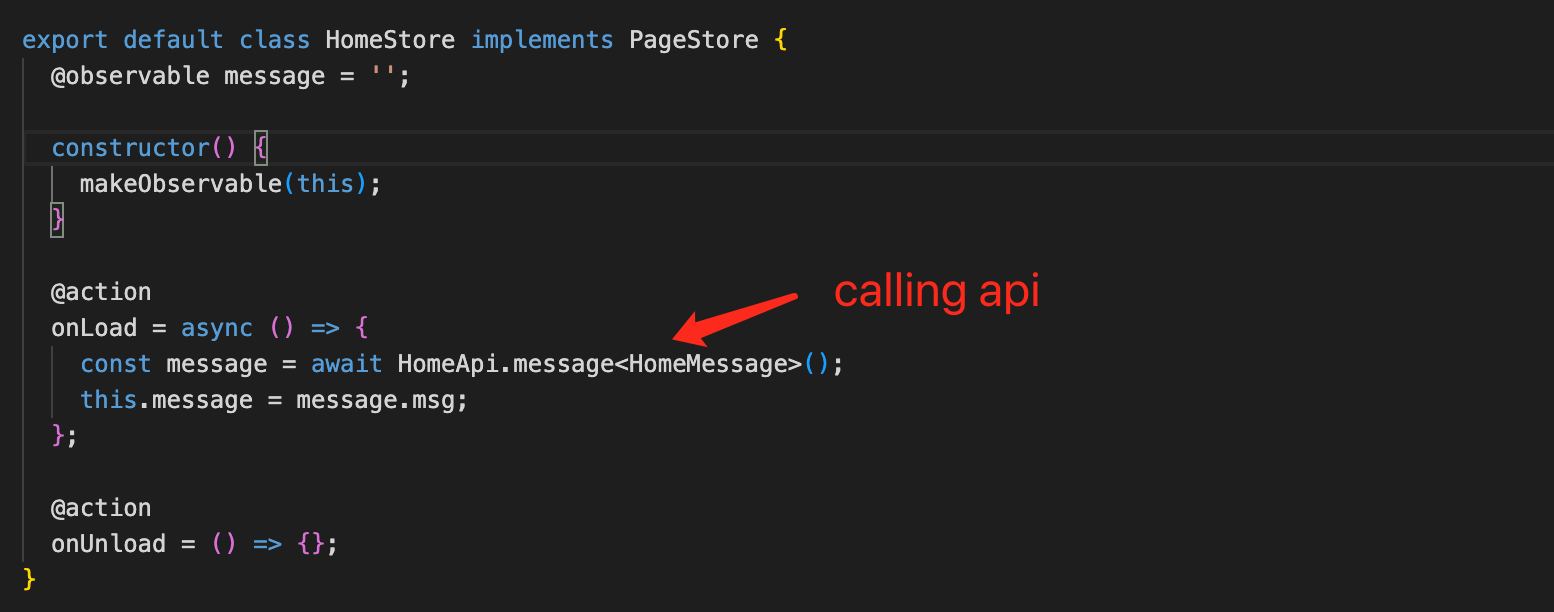 export default class HomeStore implements PageStore {
@observable message = '';
constructor() {
makeObservable(this);
}
@action
calling api
onLoad = async () => {
const message = await HomeApi.message<HomeMessage>();
this.message = message.msg;
};
@action
onUnload = () => {};
}